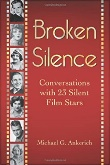 Broken
Silence
Conversations
with 23 Silent
Film Stars
Michael G. Ankerich